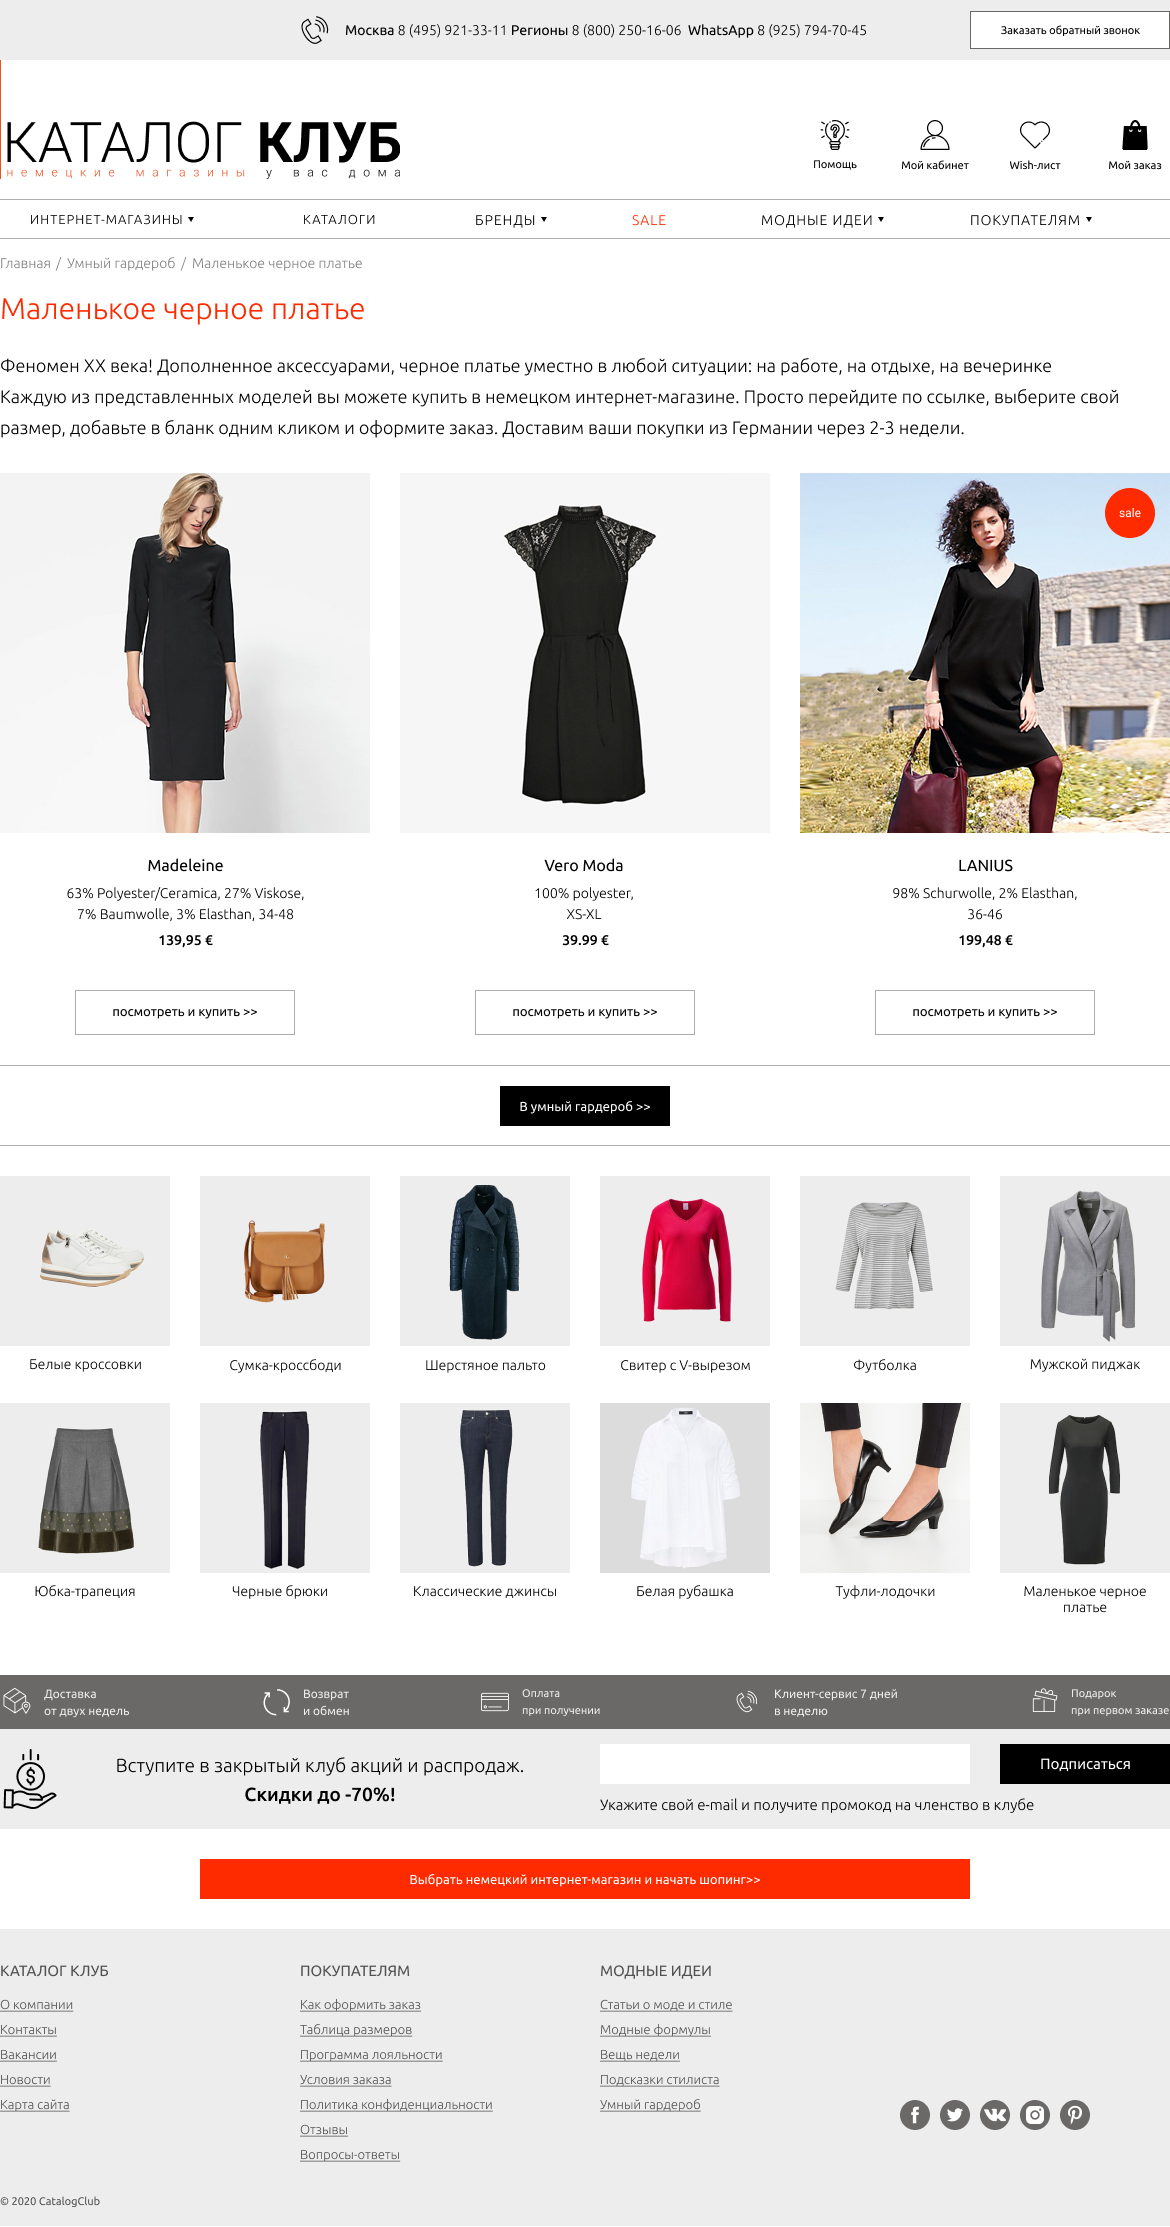 Москва 8 (495) 921-33-11 Регионы 8 (800) 250-16-06 WhatsApp 8 (925) 794-70-45
Заказать обратный звонок
КАТАЛОГ КЛУБ
немецкие магазины у вас дома
Помощь
Мой кабинет
Wish-лист
Мой заказ
ИНТЕРНЕТ-МАГАЗИНЫ
КАТАЛОГИ
БРЕНДЫ
SALE
МОДНЫЕ ИДЕИ
ПОКУПАТЕЛЯМ
Главная / Умный гардероб / Маленькое черное платье
Маленькое черное платье
Феномен XX века! Дополненное аксессуарами, черное платье уместно в любой ситуации: на работе, на отдыхе, на вечеринке
Каждую из представленных моделей вы можете купить в немецком интернет-магазине. Просто перейдите по ссылке, выберите свой
размер, добавьте в бланк одним кликом и оформите заказ. Доставим ваши покупки из Германии через 2-3 недели.
sale
Madeleine
63% Polyester/Ceramica, 27% Viskose,
7% Baumwolle, 3% Elasthan, 34-48
139,95 €
посмотреть и купить >>
Vero Moda
100% polyester,
XS-XL
39.99 €
посмотреть и купить >>
LANIUS
98% Schurwolle, 2% Elasthan,
36-46
199,48 €
посмотреть и купить >>
В умный гардероб >>
Белые кроссовки
Сумка-кроссбоди
Шерстяное пальто
Свитер с V-вырезом
Футболка
Мужской пиджак
Юбка-трапеция
Черные брюки
Классические джинсы
Белая рубашка
Туфли-лодочки
Маленькое черное
платье
Доставка
от двух недель
Возврат
и обмен
Оплата
при получении
Клиент-сервис 7 дней
в неделю
Подарок
при первом заказе
Вступите в закрытый клуб акций и распродаж.
Скидки до -70%!
Подписаться
Укажите свой e-mail и получите промокод на членство в клубе
Выбрать немецкий интернет-магазин и начать шопинг>>
КАТАЛОГ КЛУБ
О компании
Контакты
Вакансии
Новости
Карта сайта
ПОКУПАТЕЛЯМ
Как оформить заказ
Таблица размеров
Программа лояльности
Условия заказа
Политика конфиденциальности
Отзывы
Вопросы-ответы
МОДНЫЕ ИДЕИ
Статьи о моде и стиле
Модные формулы
Вещь недели
Подсказки стилиста
Умный гардероб
© 2020 CatalogClub